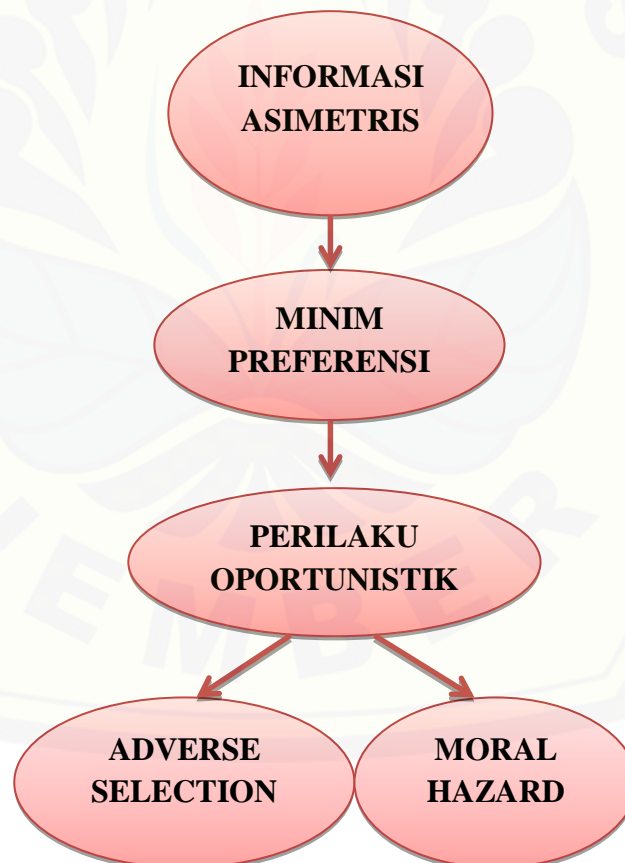 INFORMASI
ASIMETRIS
MINIM
PREFERENSI
PERILAKU
OPORTUNISTIK
ADVERSE
SELECTION
MORAL
HAZARD